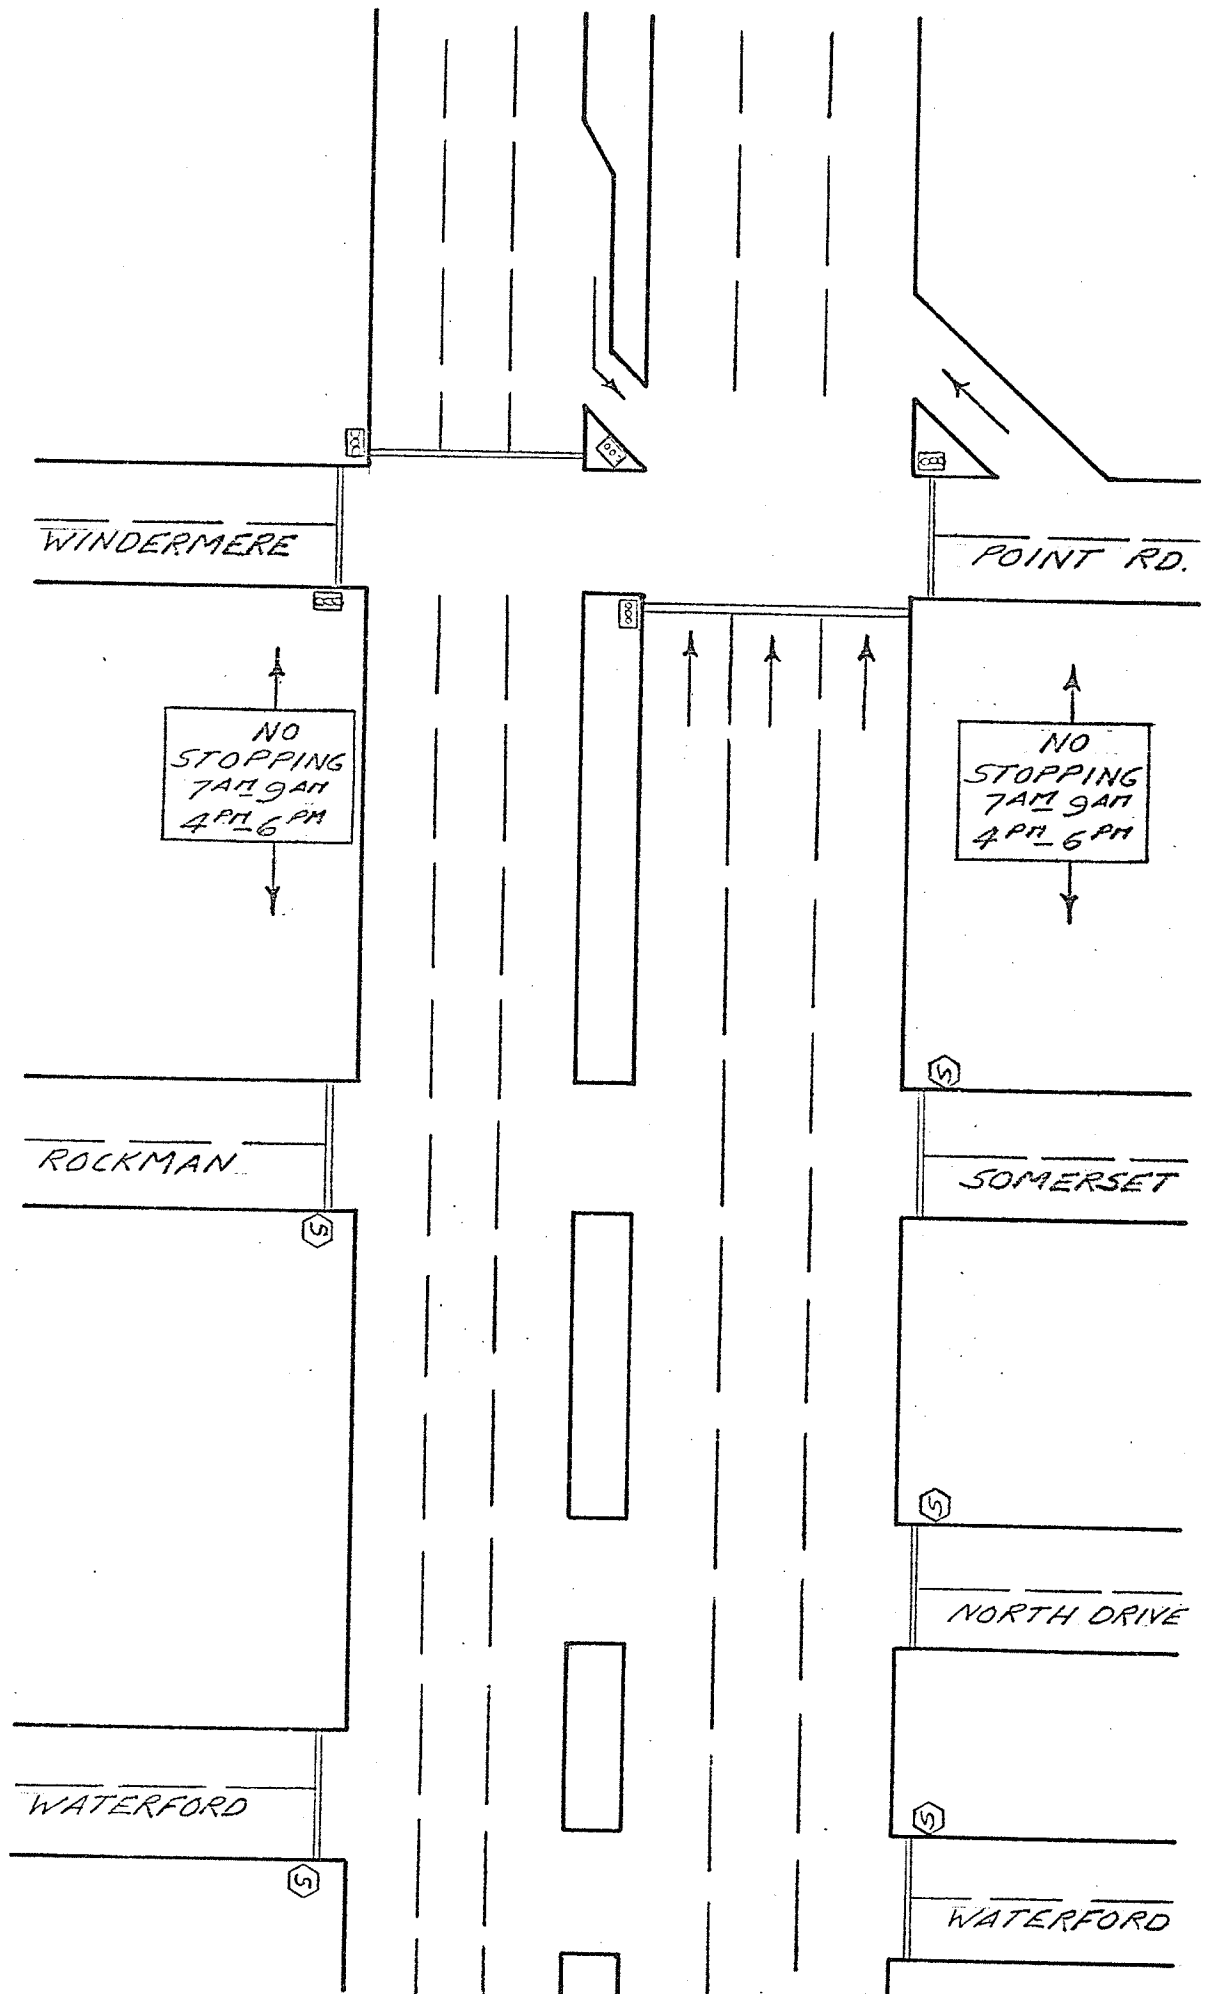 WINDERMERE
POINT RD.
NO
STOPPING
7AM-9AM
4PM-6PM
NO
STOPPING
7AM-9AM
4PM-6PM
S
ROCKMAN
SOMERSET
S
S
NORTH DRIVE
WATERFORD
S
S
WATERFORD